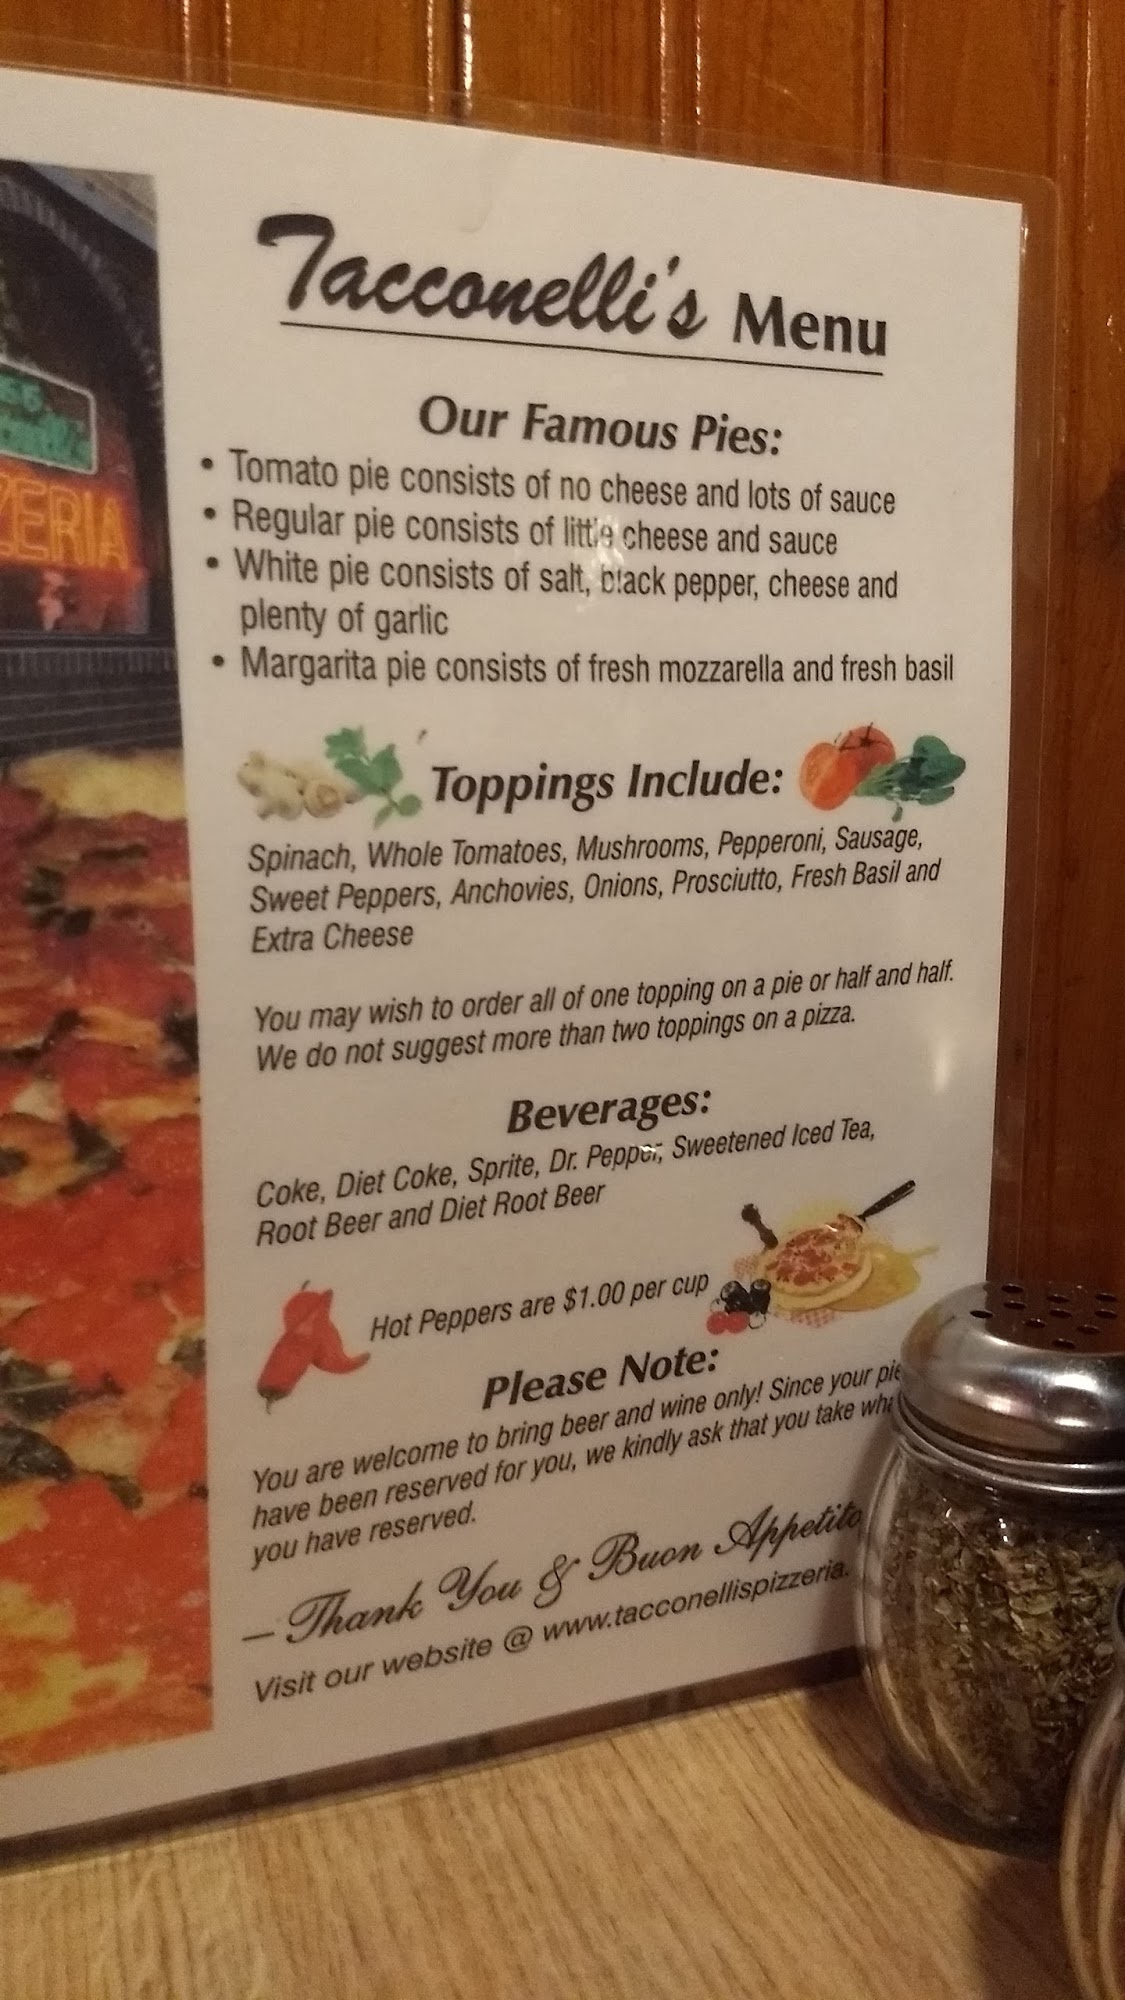 Tacconelli's Menu
Our Famous Pies:
• Tomato pie consists of no cheese and lots of sauce
• Regular pie consists of little cheese and sauce
• White pie consists of salt, black pepper, cheese and
plenty of garlic
• Margarita pie consists of fresh mozzarella and fresh basil
Toppings Include:
Spinach, Whole Tomatoes, Mushrooms, Pepperoni, Sausage,
Sweet Peppers, Anchovies, Onions, Prosciutto, Fresh Basil and
Extra Cheese
You may wish to order all of one topping on a pie or half and half.
We do not suggest more than two toppings on a pizza.
Beverages:
Coke, Diet Coke, Sprite, Dr. Pepper, Sweetened Iced Tea,
Root Beer and Diet Root Beer
Hot Peppers are $1.00 per cup
Please Note:
You are welcome to bring beer and wine only! Since your pie
have been reserved for you, we kindly ask that you take wha
you have reserved.
– Thank You & Buon Appetito
Visit our website @ www.tacconellispizzeria.
ZERIA